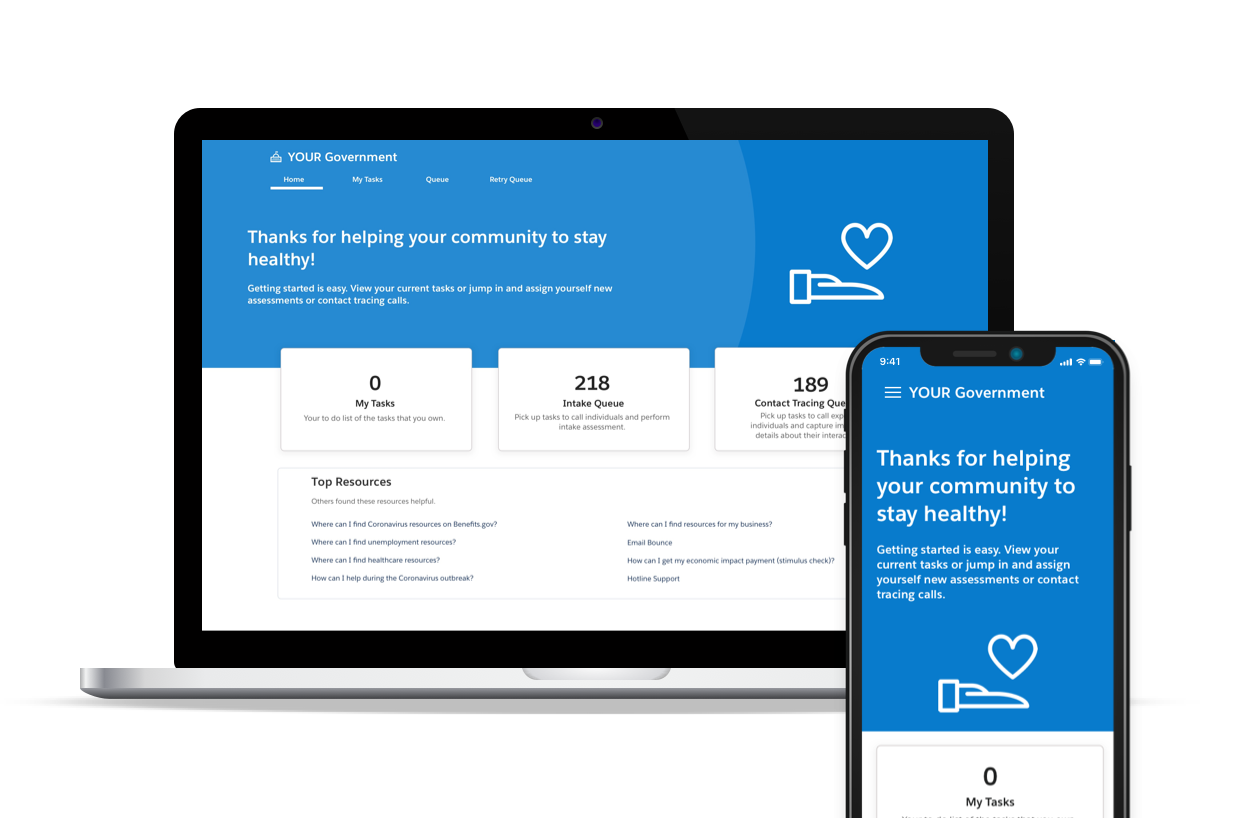 YOUR Government
Home My Tasks Queue Retry Queue
Thanks for helping your community to stay
healthy!
Getting started is easy. View your current tasks or jump in and assign yourself new
assessments or contact tracing calls.
0
My Tasks
Your to do list of the tasks that you own.
218
Intake Queue
Pick up tasks to call individuals and perform
intake assessment.
189
Contact Tracing Que
Pick up tasks to call exp
individuals and capture im
details about their interac
Top Resources
Others found these resources helpful.
Where can I find Coronavirus resources on Benefits.gov?
Where can I find unemployment resources?
Where can I find healthcare resources?
How can I help during the Coronavirus outbreak?
Where can I find resources for my business?
Email Bounce
How can I get my economic impact payment (stimulus check)?
Hotline Support
9:41
YOUR Government
Thanks for helping
your community to
stay healthy!
Getting started is easy. View your
current tasks or jump in and assign
yourself new assessments or contact
tracing calls.
0
My Tasks